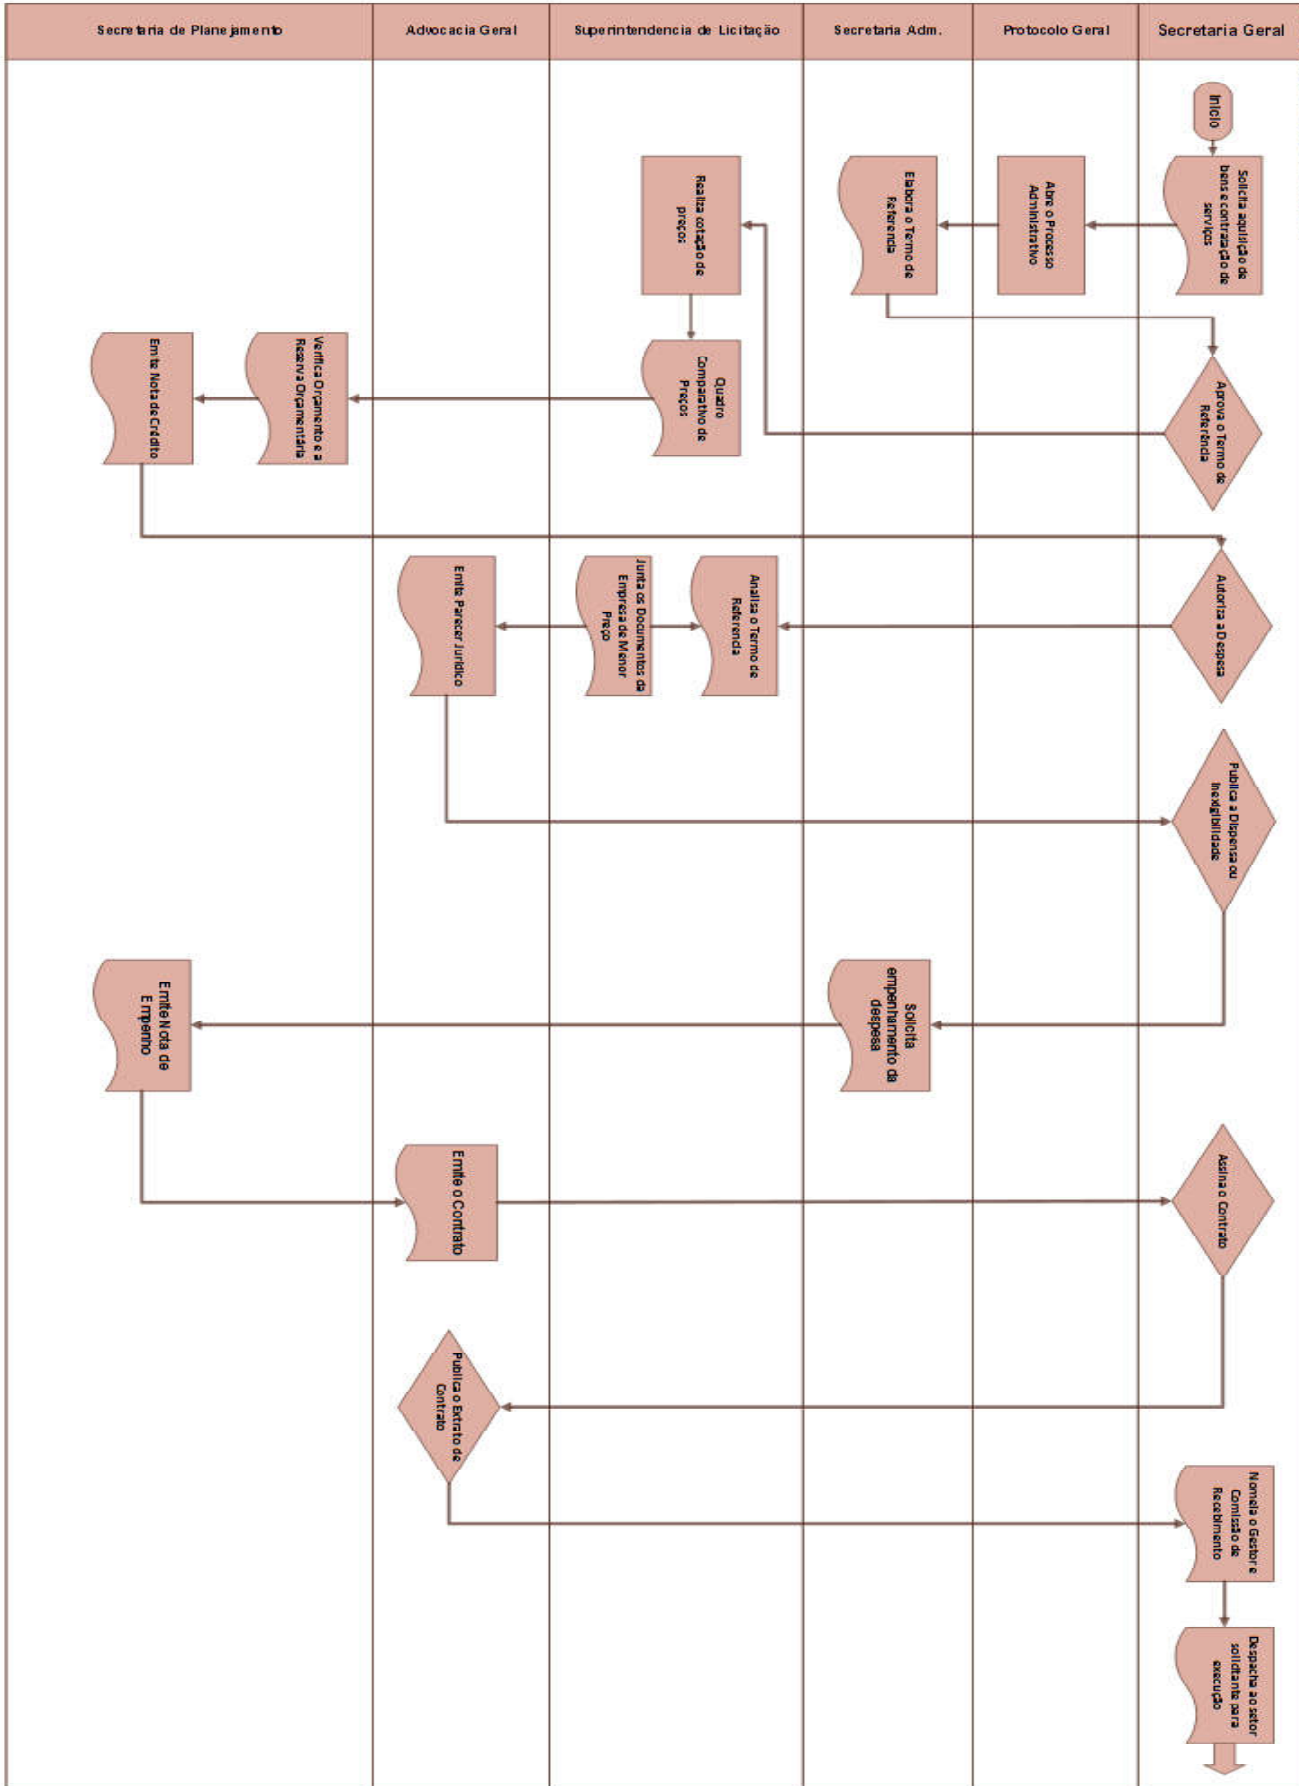 Secretaria de Planejamento
Advocacia Geral
Superintendencia de Licitação
Secretaria Adm.
Protocolo Geral
Secretaria Geral
Inicio
Solicita aquisição de
bens e contratação de
serviços
Abre o Processo
Administrativo
Elabora o Termo de
Referencia
Aprova o Termo de
Referência
Realiza cotação de
preços
Quadro
Comparativo de
Preços
Verifica Orçamento e a
Reserva Orçamentária
Emite Nota de Crédito
Autoriza a Despesa
Analisa o Termo de
Referencia
Junta os Documentos da
Empresa de Menor
Preço
Emite Parecer Jurídico
Publica a Dispensa ou
Inexigibilidade
Solicita
empenhamento da
despesa
Emite Nota de
Empenho
Emite o Contrato
Assina o Contrato
Publica o Extrato de
Contrato
Nomeia o Gestor e
Comissão de
Recebimento
Despacha ao setor
solicitante para
execução